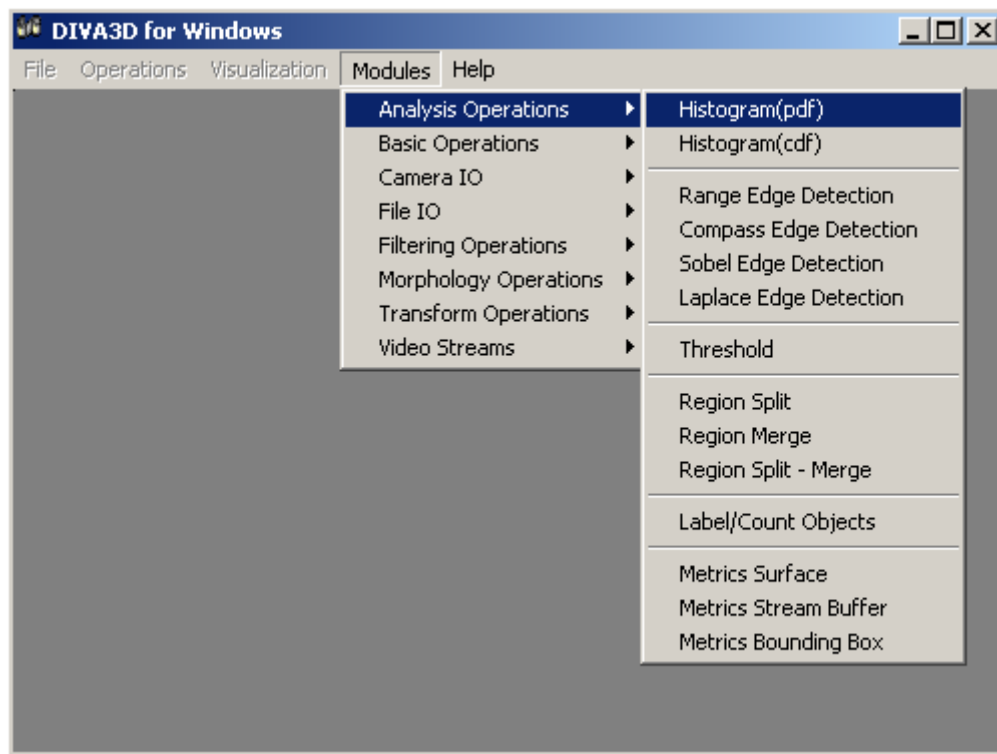 DIVA3D for Windows
File Operations Visualization Modules Help
Analysis Operations
Basic Operations
Camera IO
File IO
Filtering Operations
Morphology Operations
Transform Operations
Video Streams
Histogram(pdf)
Histogram(cdf)
Range Edge Detection
Compass Edge Detection
Sobel Edge Detection
Laplace Edge Detection
Threshold
Region Split
Region Merge
Region Split - Merge
Label/Count Objects
Metrics Surface
Metrics Stream Buffer
Metrics Bounding Box